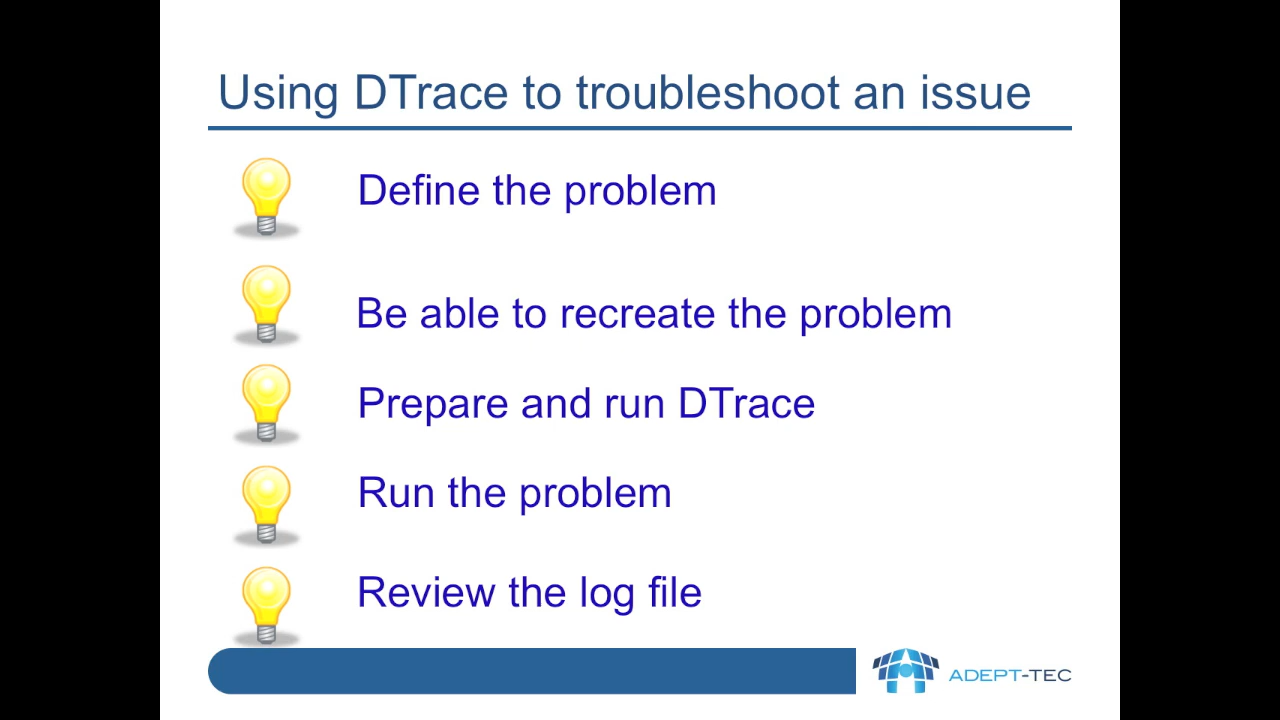 Using DTrace to troubleshoot an issue
Define the problem
Be able to recreate the problem
Prepare and run DTrace
Run the problem
Review the log file
ADEPT-TEC